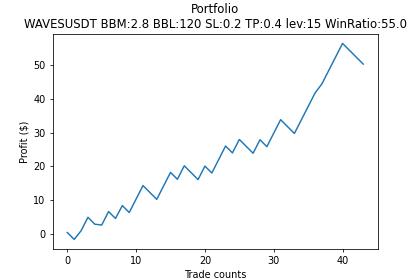 Portfolio
WAVESUSDT BBM:2.8 BBL:120 SL:0.2 TP:0.4 lev:15 WinRatio:55.0
50
40
30
20
10
0
Profit ($)
0 10 20 30 40
Trade counts